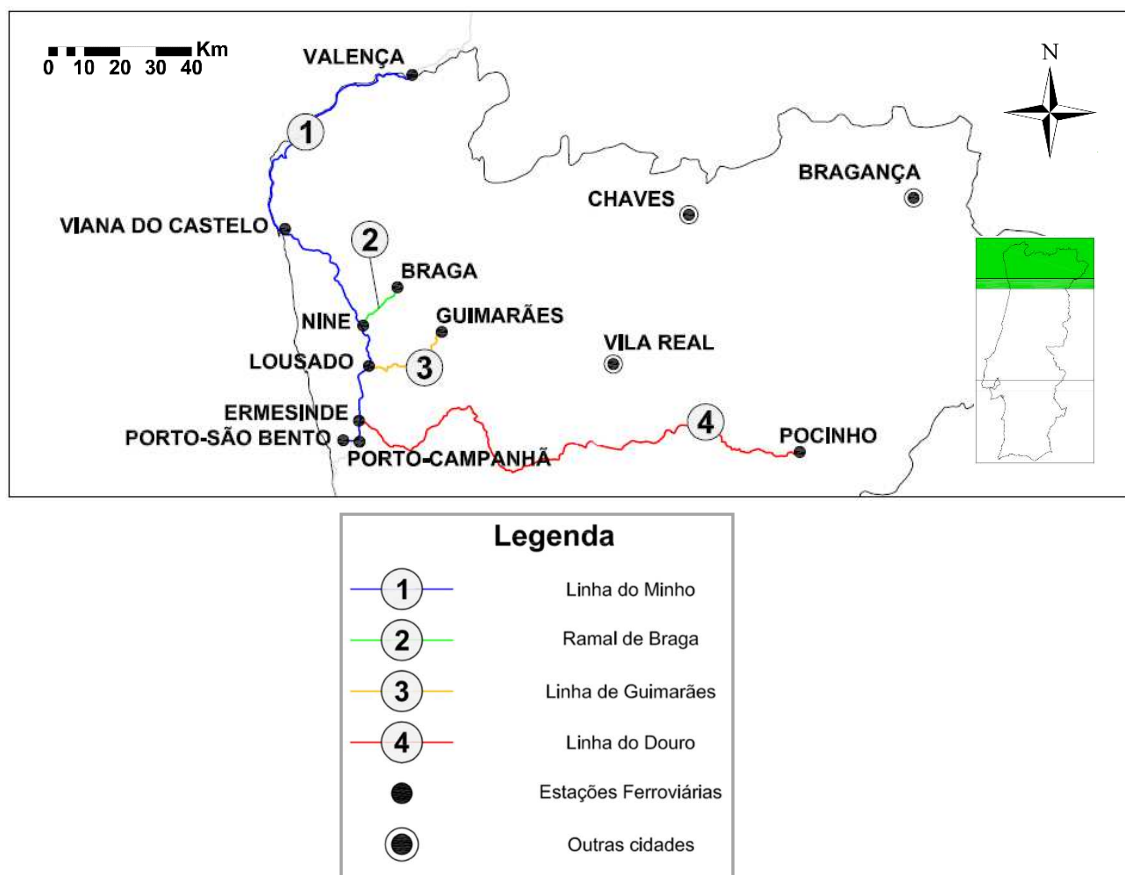 Km
0 10 20 30 40
VALENÇA
N
1
BRAGANÇA
CHAVES
VIANA DO CASTELO
2
BRAGA
GUIMARÃES
NINE
VILA REAL
LOUSADO
3
ERMESINDE
4
PORTO-SÃO BENTO
POCINHO
PORTO-CAMPANHÃ
Legenda
1 Linha do Minho
2 Ramal de Braga
3 Linha de Guimarães
4 Linha do Douro
Estações Ferroviárias
Outras cidades